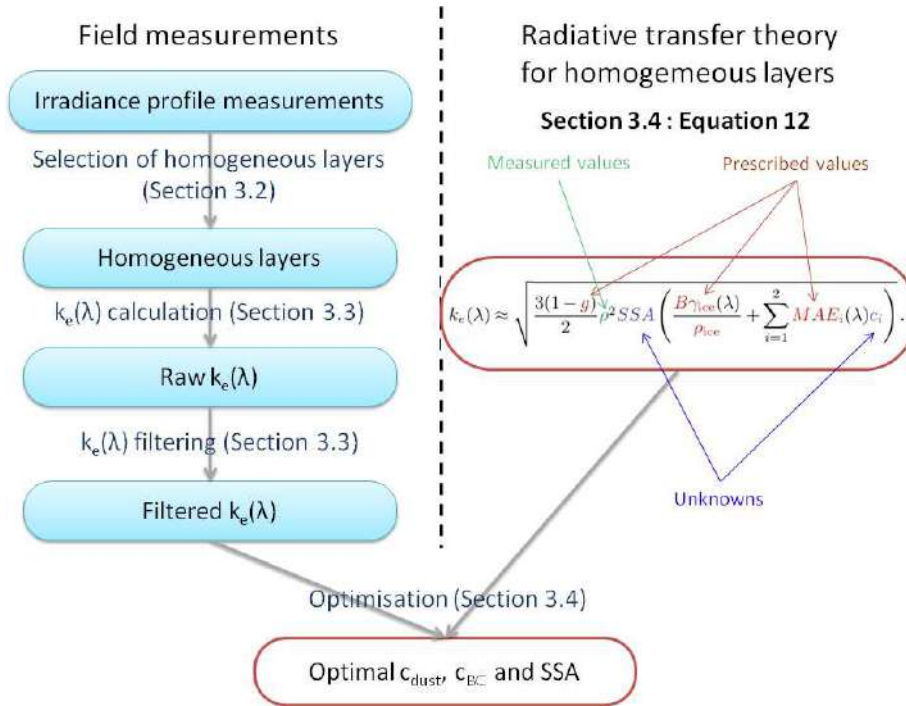 Field measurements
Irradiance profile measurements
Selection of homogeneous layers
(Section 3.2)
Homogeneous layers
kₑ(λ) calculation (Section 3.3)
Raw kₑ(λ)
kₑ(λ) filtering (Section 3.3)
Filtered kₑ(λ)
Radiative transfer theory
for homogemeous layers
Section 3.4 : Equation 12
Measured values Prescribed values
k_e(λ) ≈ √( 3(1 − g)/2 ρ² SSA ( Bγ_ice(λ)/ρ_ice + ∑_{i=1}^{2} MAE_i(λ)c_i ) ).
Unknowns
Optimisation (Section 3.4)
Optimal c_dust, c_BC and SSA